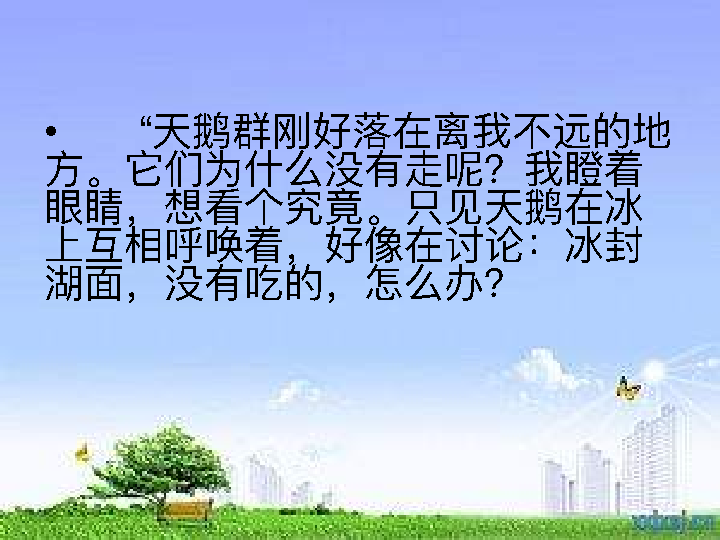 • “天鹅群刚好落在离我不远的地
方。它们为什么没有走呢？我瞪着
眼睛，想看个究竟。只见天鹅在冰
上互相呼唤着，好像在讨论：冰封
湖面，没有吃的，怎么办？